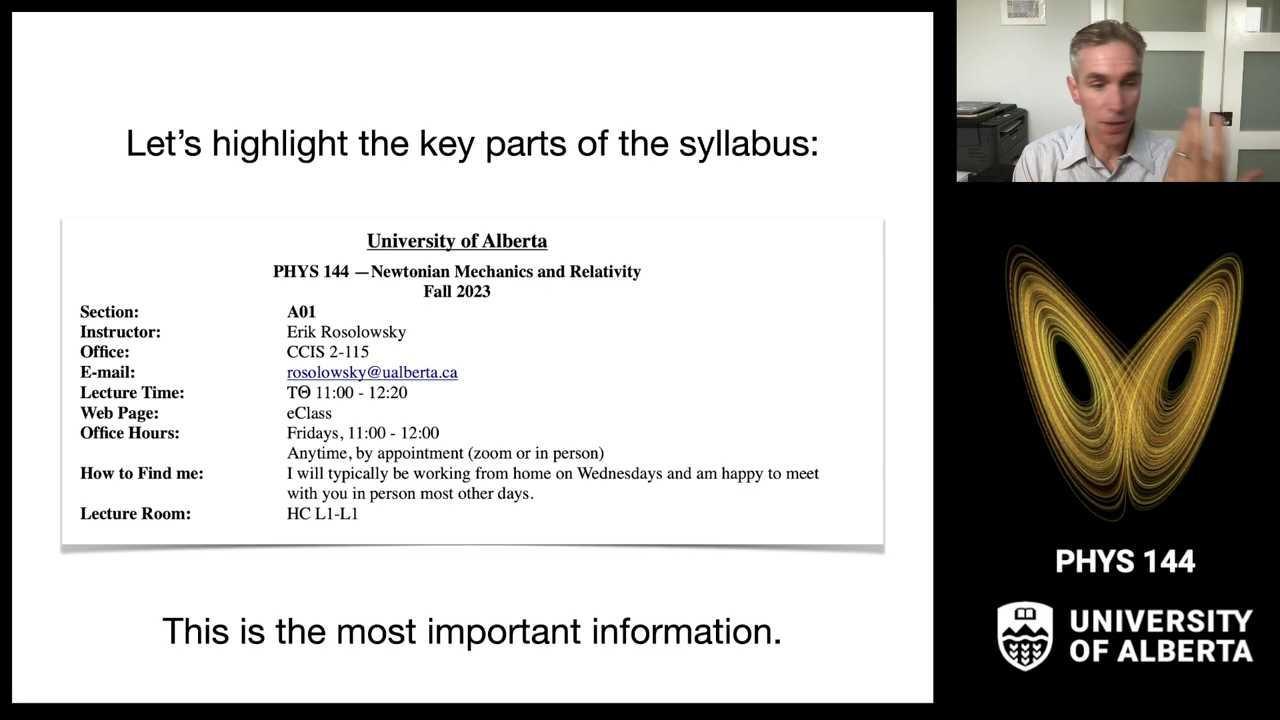 Let’s highlight the key parts of the syllabus:
University of Alberta
PHYS 144 —Newtonian Mechanics and Relativity
Fall 2023
Section: A01
Instructor: Erik Rosolowsky
Office: CCIS 2-115
E-mail: rosolowsky@ualberta.ca
Lecture Time: TΘ 11:00 - 12:20
Web Page: eClass
Office Hours: Fridays, 11:00 - 12:00
Anytime, by appointment (zoom or in person)
How to Find me: I will typically be working from home on Wednesdays and am happy to meet
with you in person most other days.
Lecture Room: HC L1-L1
This is the most important information.
PHYS 144
UNIVERSITY
OF ALBERTA